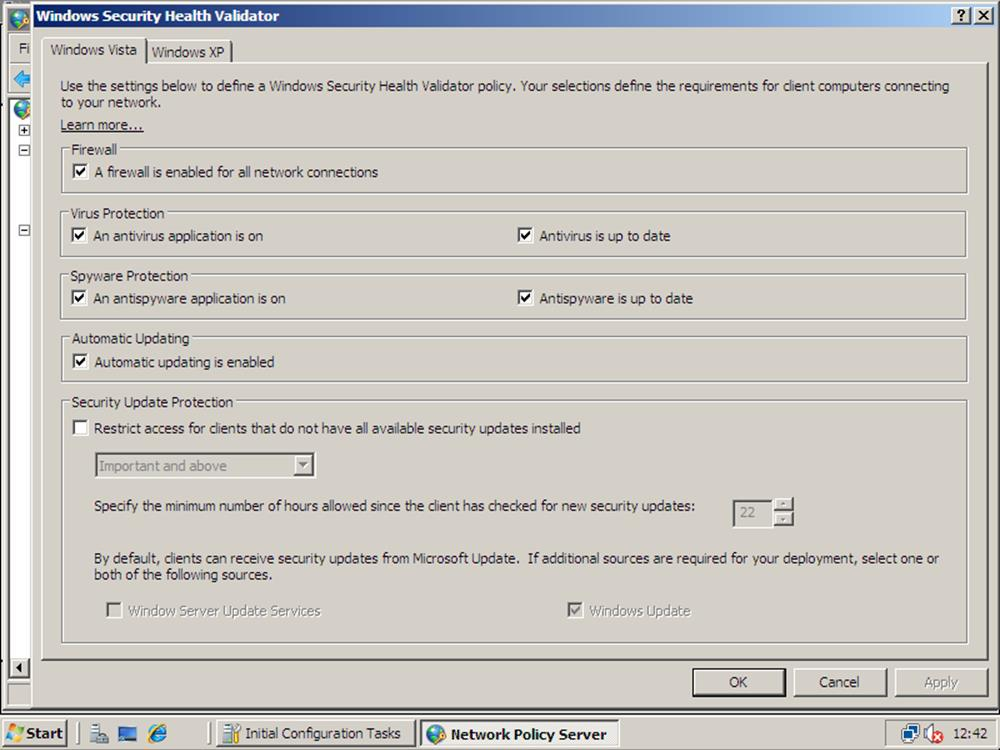 Windows Security Health Validator
Fi
Windows Vista
Windows XP
Use the settings below to define a Windows Security Health Validator policy. Your selections define the requirements for client computers connecting
to your network.
Learn more...
Firewall
A firewall is enabled for all network connections
Virus Protection
An antivirus application is on
Antivirus is up to date
Spyware Protection
An antispyware application is on
Antispyware is up to date
Automatic Updating
Automatic updating is enabled
Security Update Protection
Restrict access for clients that do not have all available security updates installed
Important and above
Specify the minimum number of hours allowed since the client has checked for new security updates:
22
By default, clients can receive security updates from Microsoft Update. If additional sources are required for your deployment, select one or
both of the following sources.
Window Server Update Services
Windows Update
OK
Cancel
Apply
Start
Initial Configuration Tasks
Network Policy Server
12:42